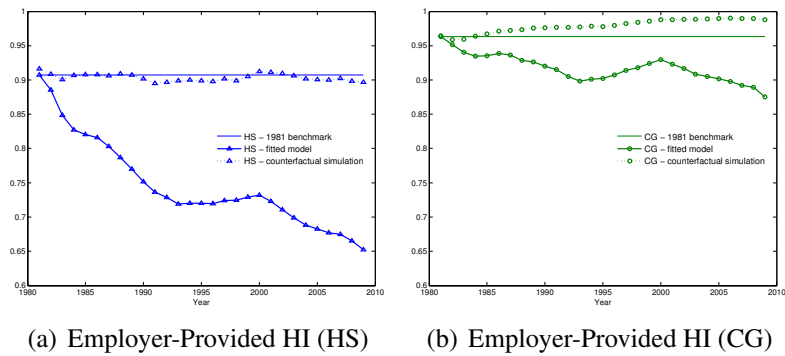 1
0.95
0.9
0.85
0.8
0.75
0.7
0.65
0.6
1980 1985 1990 1995 2000 2005 2010
Year
HS − 1981 benchmark
HS − fitted model
HS − counterfactual simulation
(a) Employer-Provided HI (HS)
1
0.95
0.9
0.85
0.8
0.75
0.7
0.65
0.6
1980 1985 1990 1995 2000 2005 2010
Year
CG − 1981 benchmark
CG − fitted model
CG − counterfactual simulation
(b) Employer-Provided HI (CG)